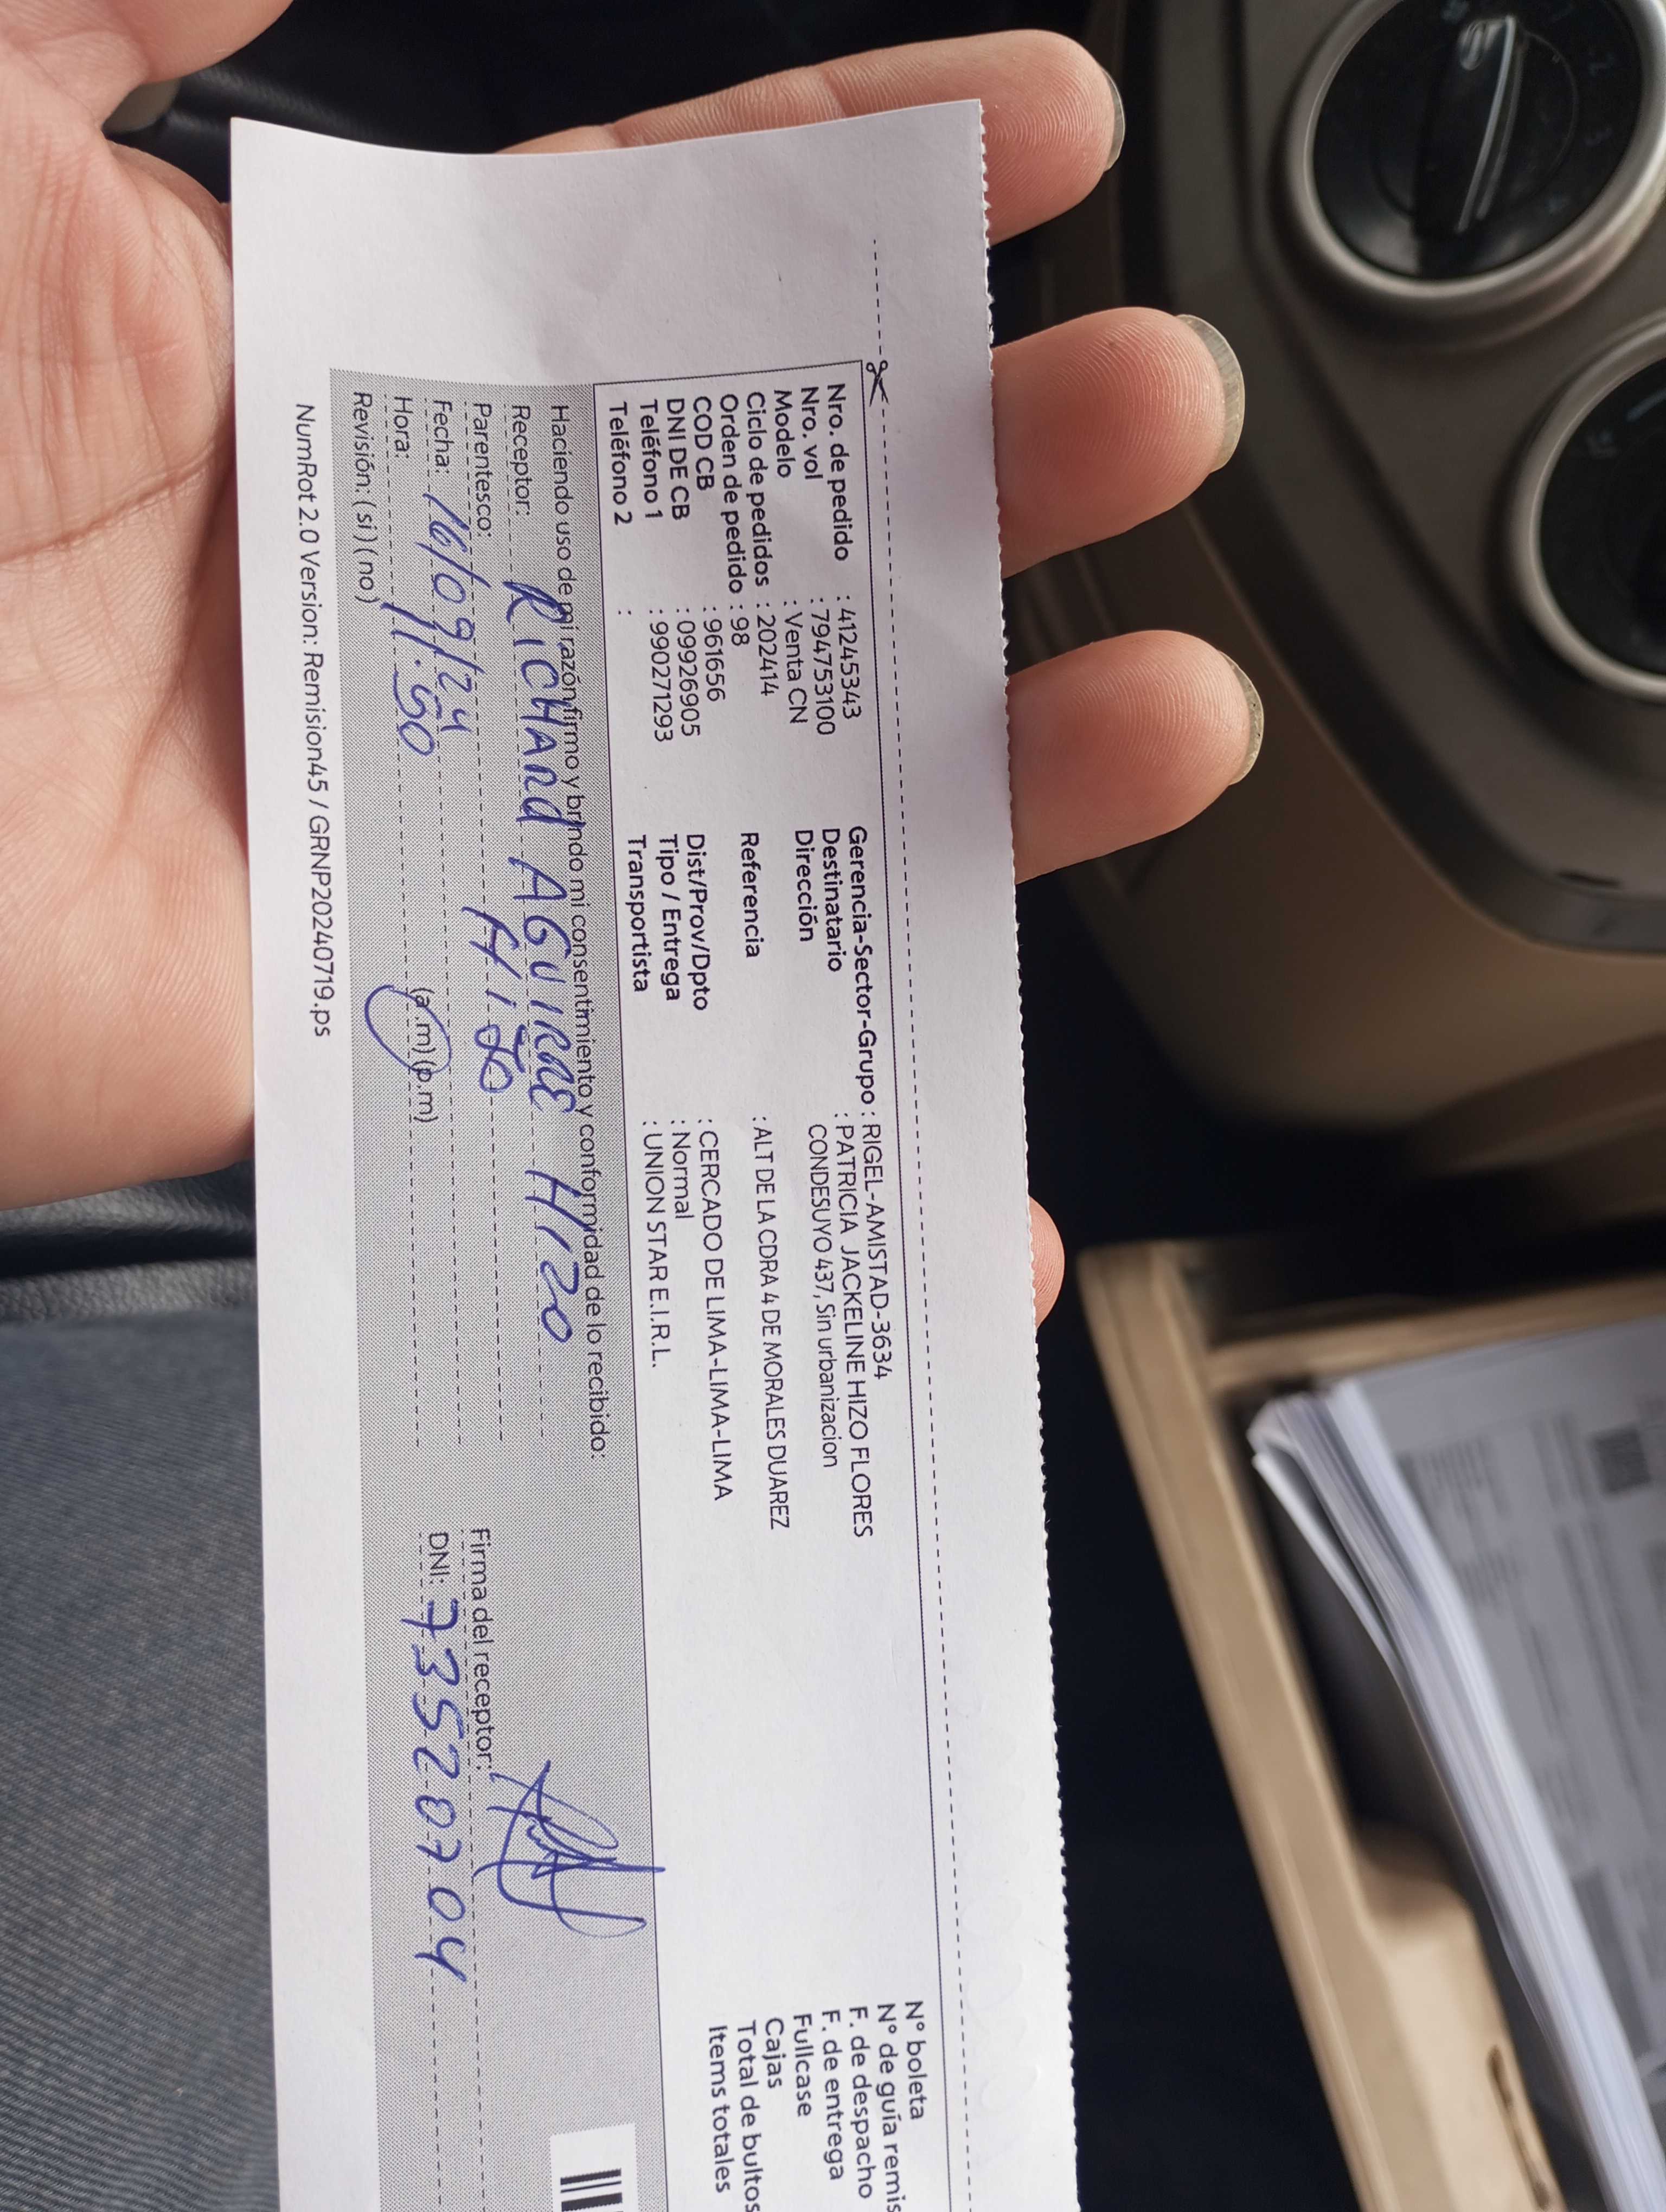 Nro. de pedido : 41245343
Nro. vol : 794753100
Modelo : Venta CN
Ciclo de pedidos : 202414
Orden de pedido : 98
COD CB : 961656
DNI DE CB : 09926905
Teléfono 1 : 990271293
Teléfono 2 :
Gerencia-Sector-Grupo : RIGEL-AMISTAD-3634
Destinatario : PATRICIA JACKELINE HIZO FLORES
Dirección CONDESUYO 437, Sin urbanizacion
Referencia : ALT DE LA CDRA 4 DE MORALES DUAREZ
Dist/Prov/Dpto : CERCADO DE LIMA-LIMA-LIMA
Tipo / Entrega : Normal
Transportista : UNION STAR E.I.R.L.
N° boleta
N° de guía remis
F. de despacho
F. de entrega
Fullcase
Cajas
Total de bultos
Items totales
Haciendo uso de mi razón firmo y brindo mi consentimiento y conformidad de lo recibido:
Receptor: RICHARD AGUIRRE HIZO
Parentesco: HIJO
Fecha: 16/09/24
Hora: 11:50 (a.m) (p.m)
Revisión: (si) (no)
Firma del receptor:
DNI: 73520704
NumRot 2.0 Version: Remision45 / GRNP20240719.ps